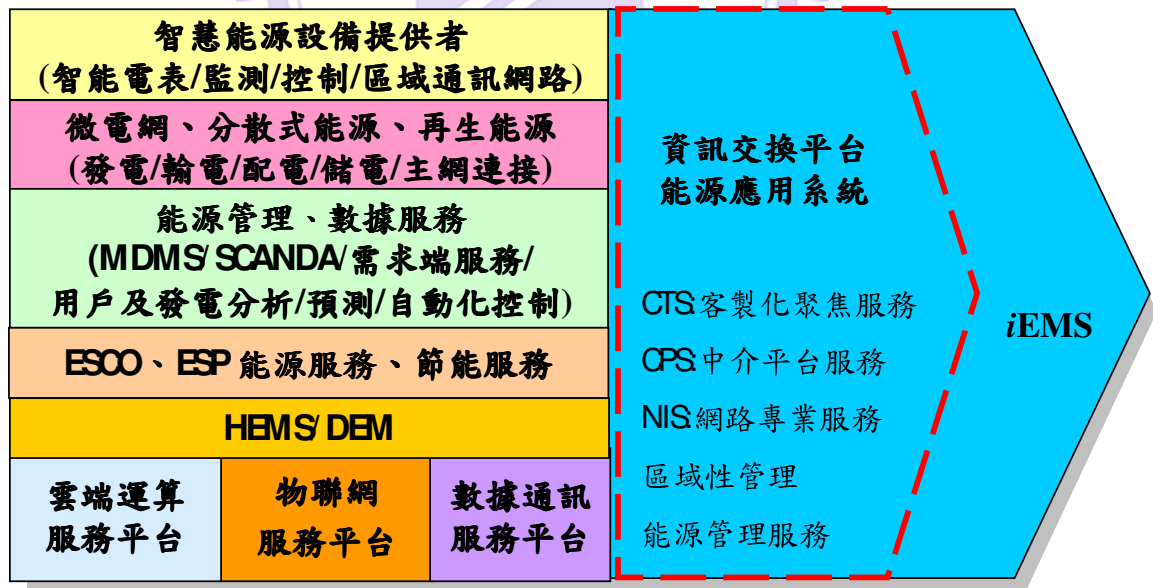 智慧能源設備提供者
(智能電表/監測/控制/區域通訊網路)
微電網、分散式能源、再生能源
(發電/輸電/配電/儲電/主網連接)
能源管理、數據服務
(MDMS/SCANDA/需求端服務/
用戶及發電分析/預測/自動化控制)
ESCO、ESP能源服務、節能服務
HEMS/DEM
雲端運算
服務平台
物聯網
服務平台
數據通訊
服務平台
資訊交換平台
能源應用系統
CTS:客製化聚焦服務
CPS:中介平台服務
NIS:網路專業服務
區域性管理
能源管理服務
iEMS